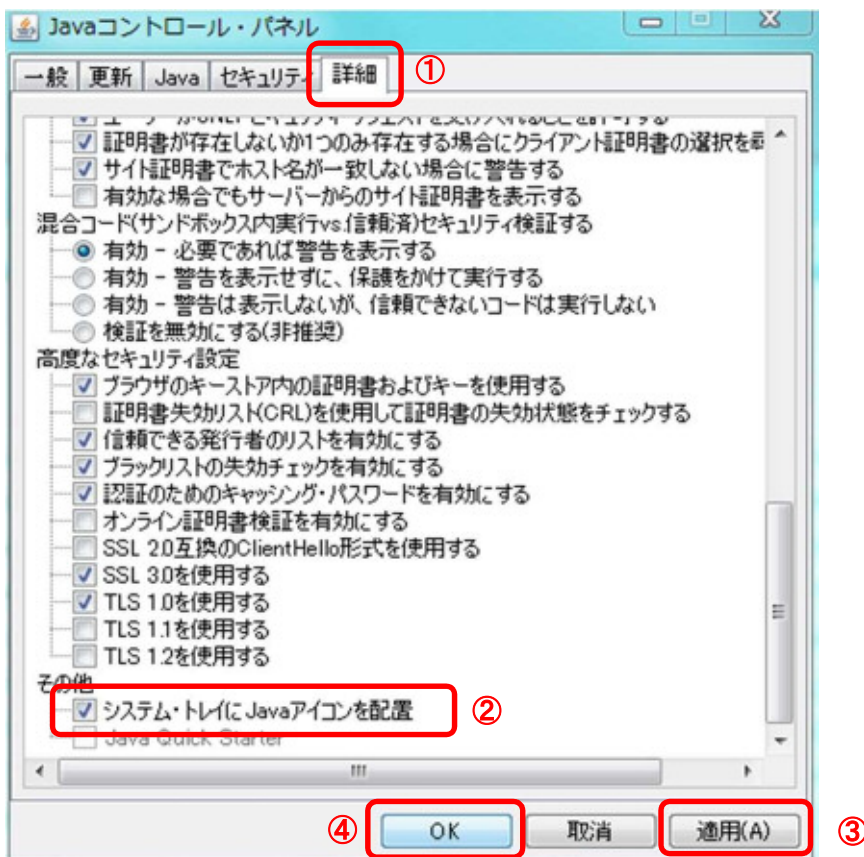 Javaコントロール・パネル
一般 更新 Java セキュリティ 詳細 ①
証明書が存在しないか1つのみ存在する場合にクライアント証明書の選択を
サイト証明書でホスト名が一致しない場合に警告する
有効な場合でもサーバーからのサイト証明書を表示する
混合コード(サンドボックス内実行vs.信頼済)セキュリティ検証する
有効 - 必要であれば警告を表示する
有効 - 警告を表示せずに、保護をかけて実行する
有効 - 警告は表示しないが、信頼できないコードは実行しない
検証を無効にする(非推奨)
高度なセキュリティ設定
ブラウザのキーストア内の証明書およびキーを使用する
証明書失効リスト(CRL)を使用して証明書の失効状態をチェックする
信頼できる発行者のリストを有効にする
ブラックリストの失効チェックを有効にする
認証のためのキャッシング・パスワードを有効にする
オンライン証明書検証を有効にする
SSL 2.0互換のClientHello形式を使用する
SSL 3.0を使用する
TLS 1.0を使用する
TLS 1.1を使用する
TLS 1.2を使用する
その他
システム・トレイにJavaアイコンを配置 ②
Java Quick Starter
④ OK 取消 適用(A) ③